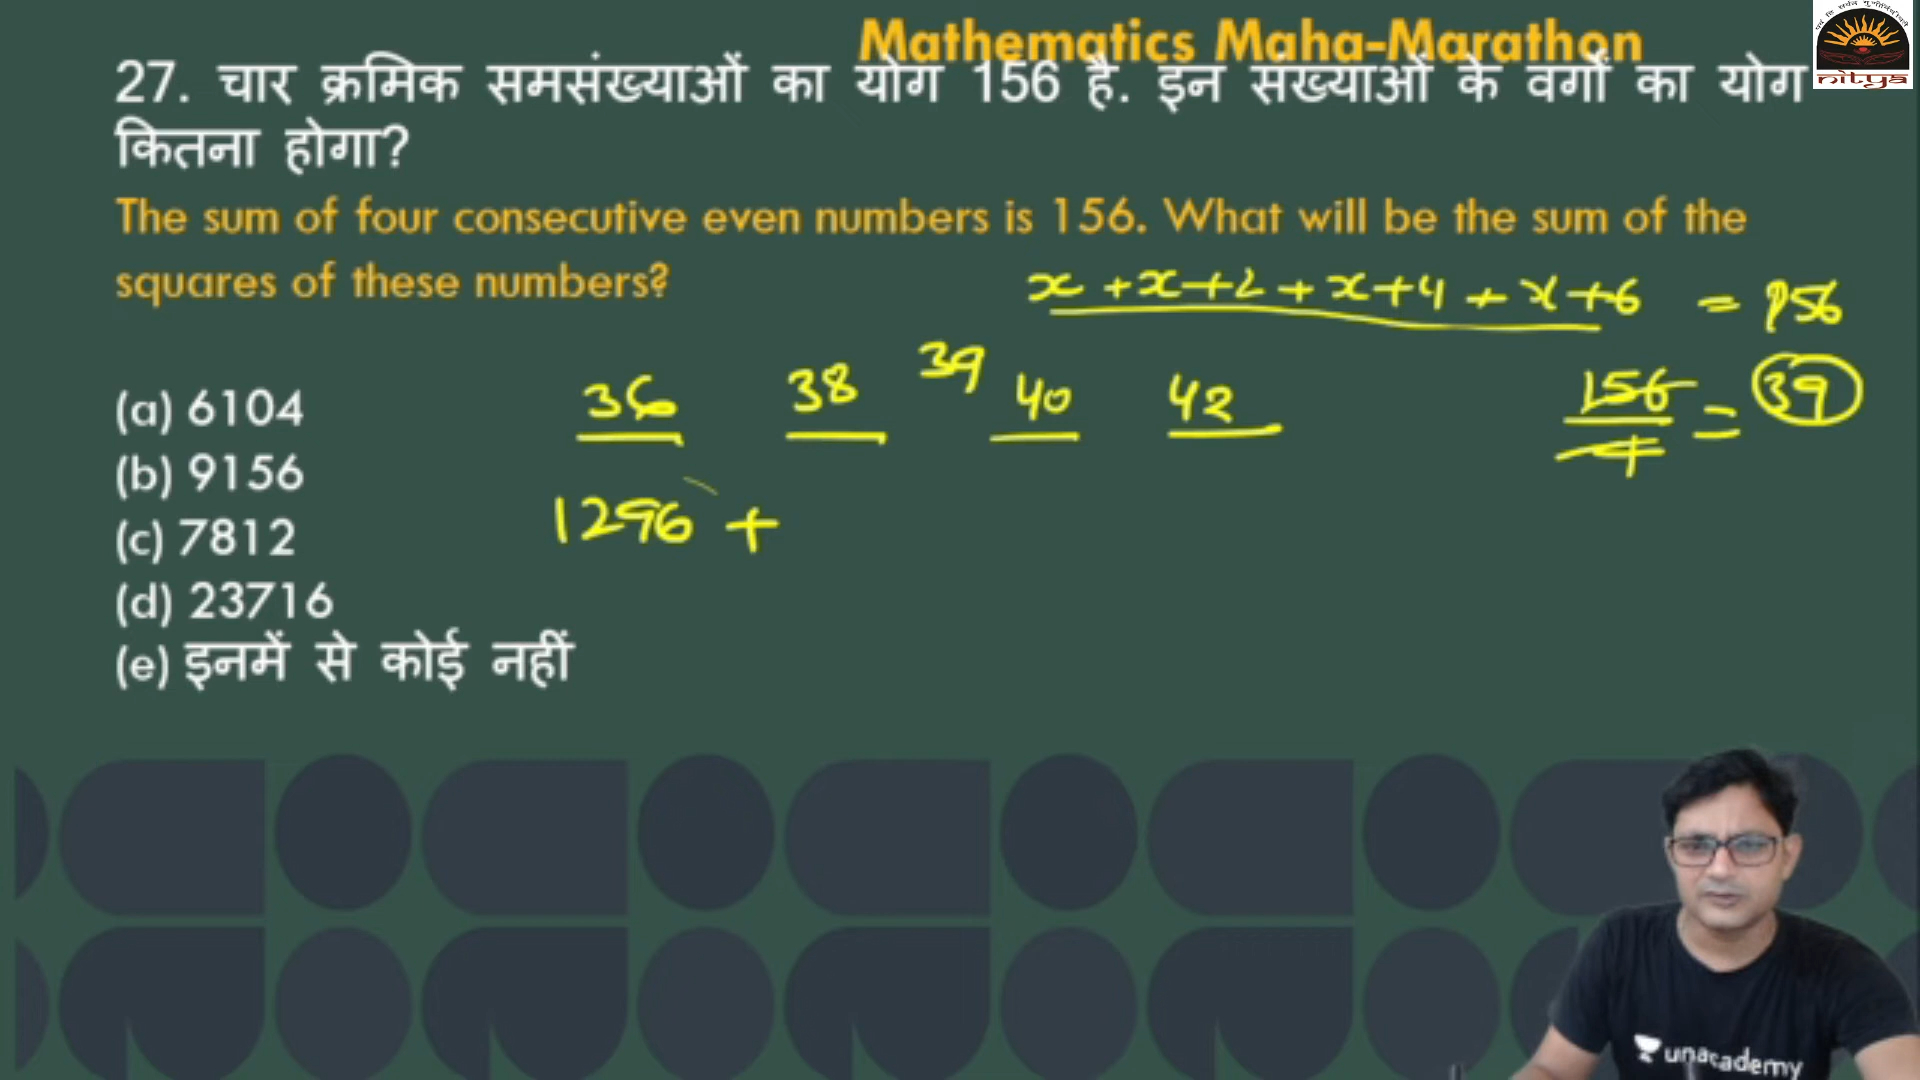 Mathematics Maha-Marathon
27. चार क्रमिक समसंख्याओं का योग 156 है. इन संख्याओं के वर्गों का योग
कितना होगा?
The sum of four consecutive even numbers is 156. What will be the sum of the
squares of these numbers?
x + x+2 + x+4 + x+6 = 156
(a) 6104
(b) 9156
(c) 7812
(d) 23716
(e) इनमें से कोई नहीं
36 38 39 40 42
156/4 = 39
1296 +
nitya
unacademy